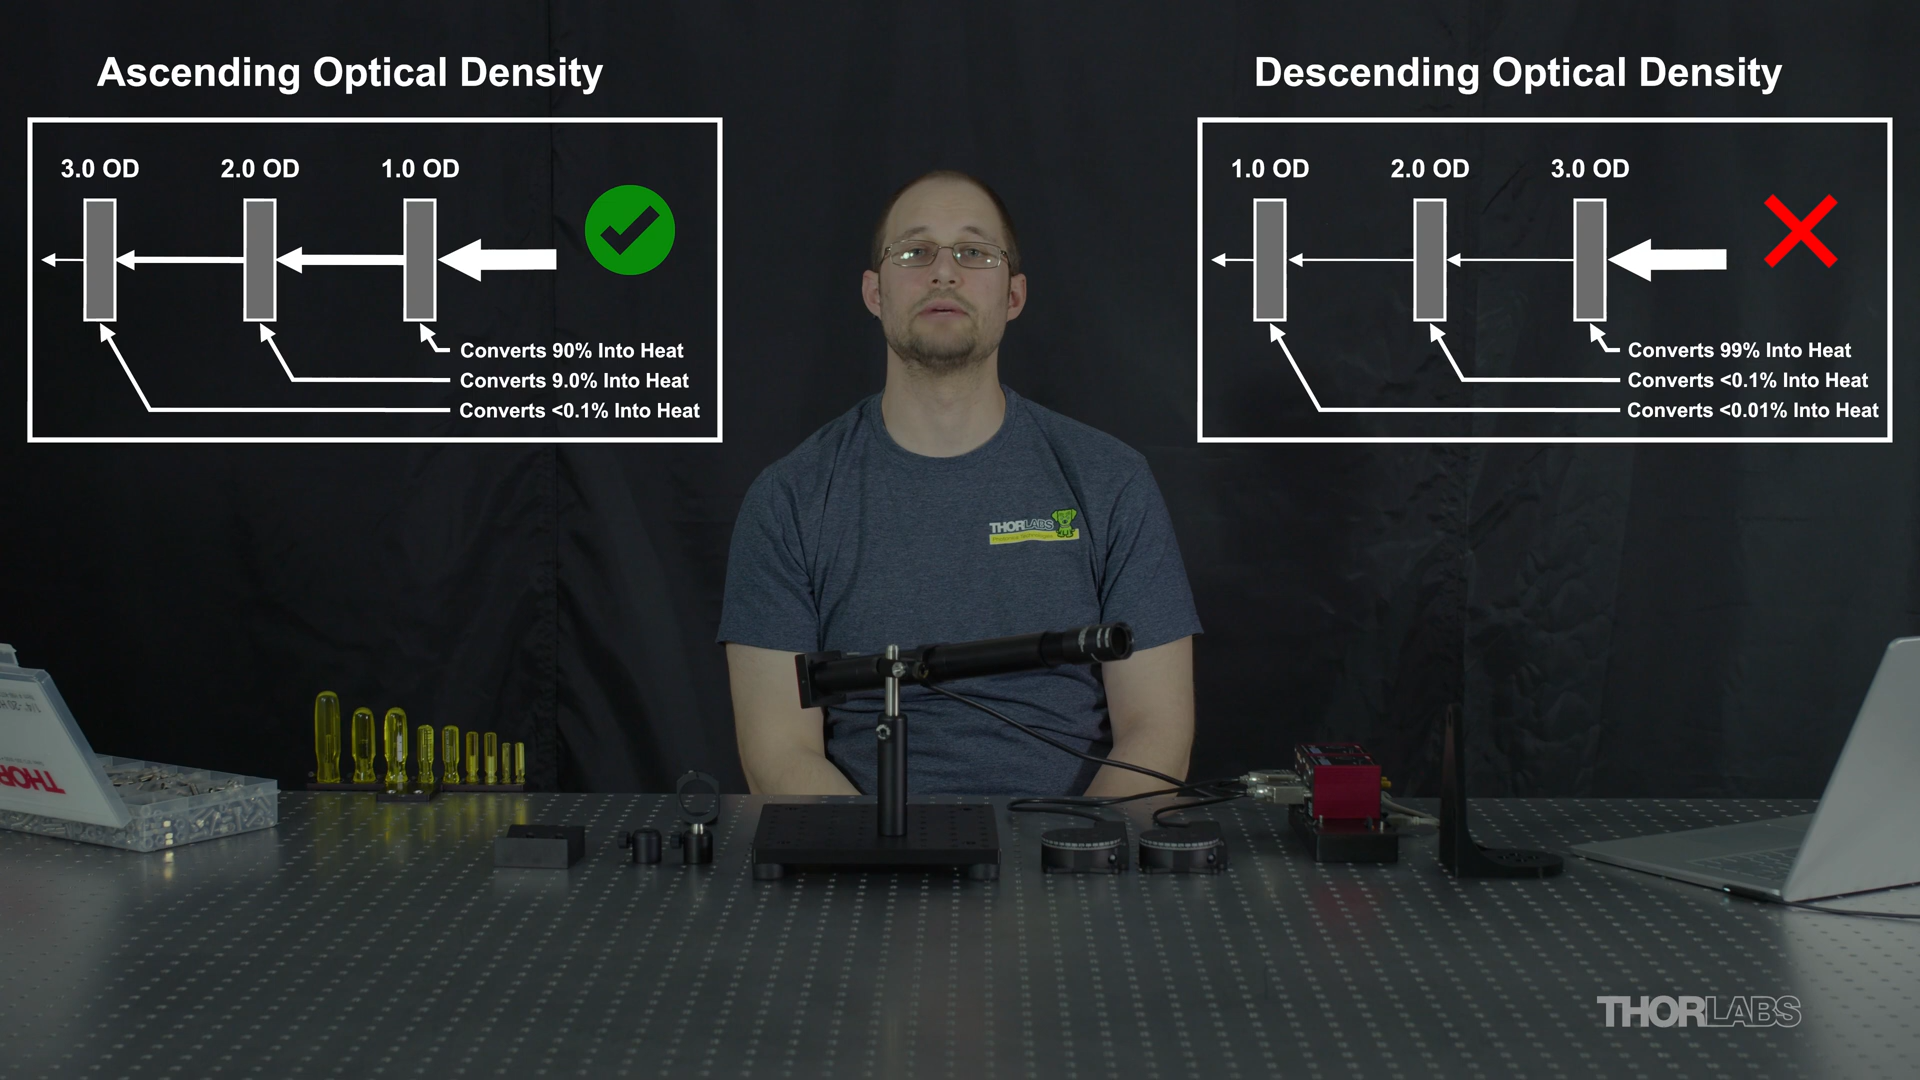 Ascending Optical Density
3.0 OD
2.0 OD
1.0 OD
Converts 90% Into Heat
Converts 9.0% Into Heat
Converts <0.1% Into Heat
Descending Optical Density
1.0 OD
2.0 OD
3.0 OD
Converts 99% Into Heat
Converts <0.1% Into Heat
Converts <0.01% Into Heat
THORLABS
THOR
THORLABS